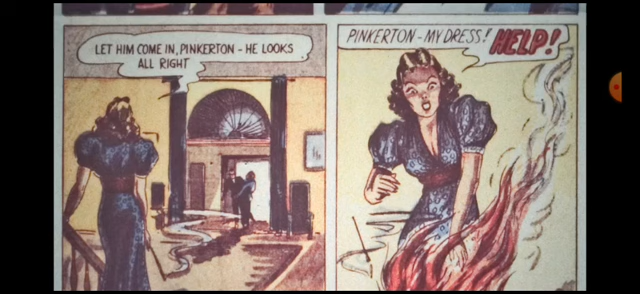 LET HIM COME IN, PINKERTON - HE LOOKS
ALL RIGHT
PINKERTON - MY DRESS! HELP!